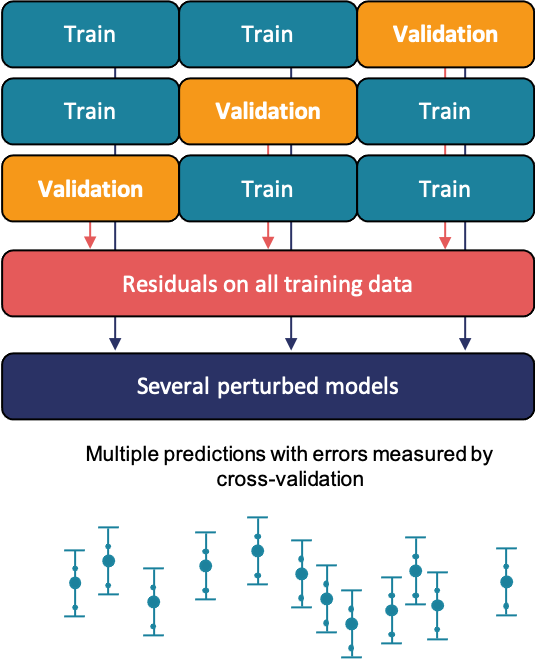 Train Train Validation
Train Validation Train
Validation Train Train
Residuals on all training data
Several perturbed models
Multiple predictions with errors measured by
cross-validation